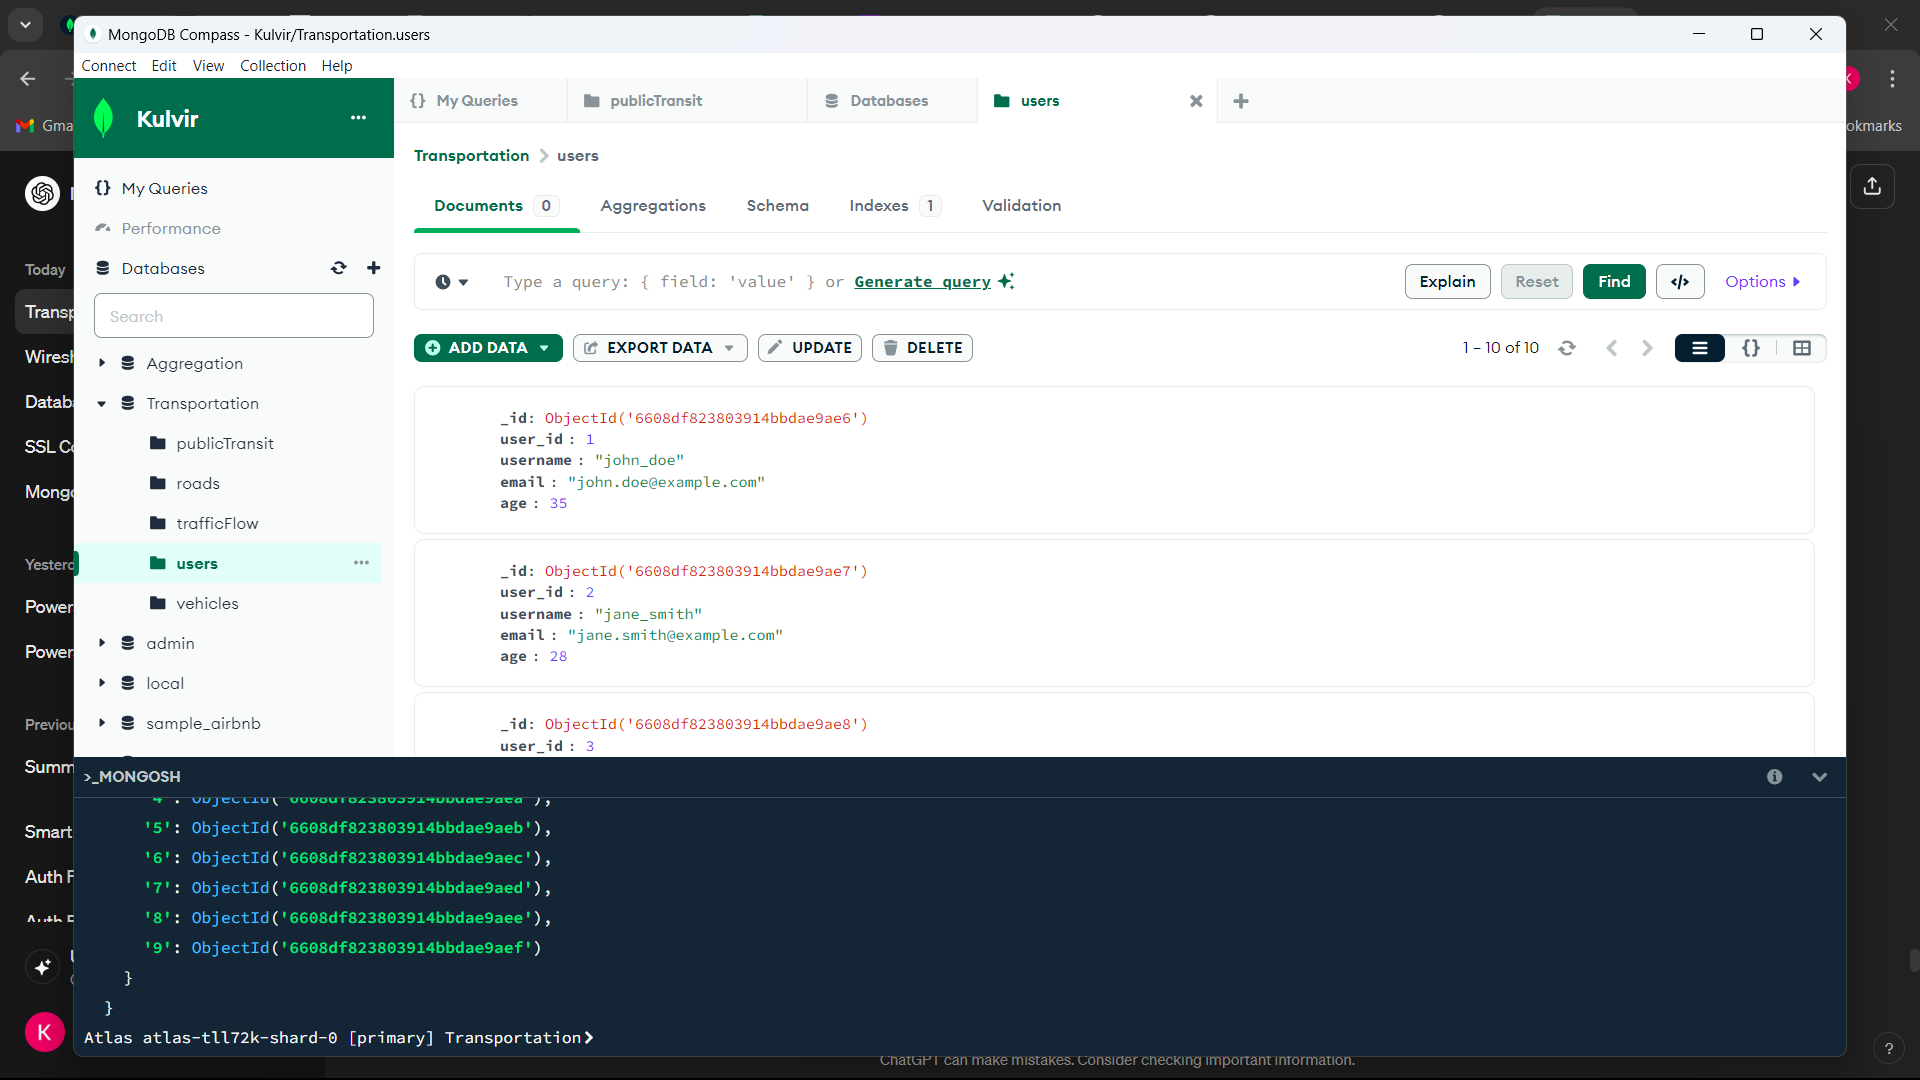 MongoDB Compass - Kulvir/Transportation.users
Connect Edit View Collection Help
Kulvir
{} My Queries
publicTransit
Databases
users
okmarks
Transportation > users
My Queries
Performance
Databases
Search
Aggregation
Transportation
publicTransit
roads
trafficFlow
users
vehicles
admin
local
sample_airbnb
Documents 0 Aggregations Schema Indexes 1 Validation
Type a query: { field: 'value' } or Generate query
Explain Reset Find </> Options
ADD DATA EXPORT DATA UPDATE DELETE
1 – 10 of 10
_id: ObjectId('6608df823803914bbdae9ae6')
user_id : 1
username : "john_doe"
email : "john.doe@example.com"
age : 35
_id: ObjectId('6608df823803914bbdae9ae7')
user_id : 2
username : "jane_smith"
email : "jane.smith@example.com"
age : 28
_id: ObjectId('6608df823803914bbdae9ae8')
user_id : 3
>_MONGOSH
'4': ObjectId('6608df823803914bbdae9aea'),
'5': ObjectId('6608df823803914bbdae9aeb'),
'6': ObjectId('6608df823803914bbdae9aec'),
'7': ObjectId('6608df823803914bbdae9aed'),
'8': ObjectId('6608df823803914bbdae9aee'),
'9': ObjectId('6608df823803914bbdae9aef')
}
}
Atlas atlas-tll72k-shard-0 [primary] Transportation>
Gma
Today
Transp
Wiresh
Databa
SSL Co
Mongo
Yesterd
Power
Power
Previou
Summ
Smart
Auth F
Auth F
K
ChatGPT can make mistakes. Consider checking important information.
?